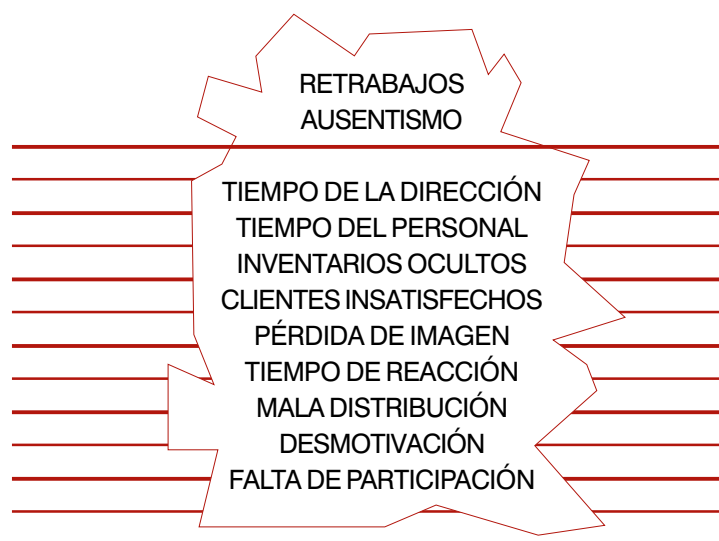 RETRABAJOS
AUSENTISMO
TIEMPO DE LA DIRECCIÓN
TIEMPO DEL PERSONAL
INVENTARIOS OCULTOS
CLIENTES INSATISFECHOS
PÉRDIDA DE IMAGEN
TIEMPO DE REACCIÓN
MALA DISTRIBUCIÓN
DESMOTIVACIÓN
FALTA DE PARTICIPACIÓN